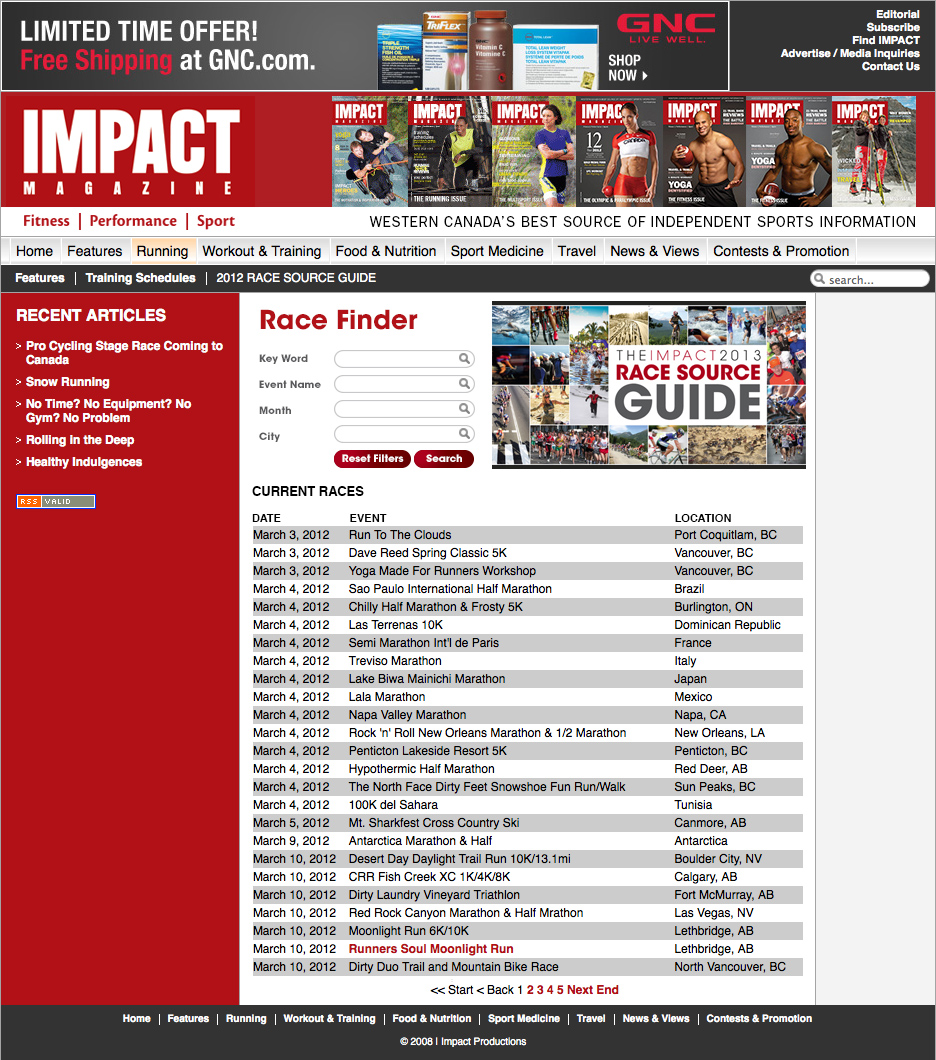 LIMITED TIME OFFER!
Free Shipping at GNC.com.
GNC
LIVE WELL.
SHOP
NOW
Editorial
Subscribe
Find IMPACT
Advertise / Media Inquiries
Contact Us
IMPACT
MAGAZINE
Fitness | Performance | Sport
WESTERN CANADA'S BEST SOURCE OF INDEPENDENT SPORTS INFORMATION
Home Features Running Workout & Training Food & Nutrition Sport Medicine Travel News & Views Contests & Promotion
Features | Training Schedules | 2012 RACE SOURCE GUIDE
search...
RECENT ARTICLES
> Pro Cycling Stage Race Coming to
Canada
> Snow Running
> No Time? No Equipment? No
Gym? No Problem
> Rolling in the Deep
> Healthy Indulgences
RSS VALID
Race Finder
Key Word
Event Name
Month
City
Reset Filters Search
THE IMPACT 2013
RACE SOURCE
GUIDE
CURRENT RACES
DATE EVENT LOCATION
March 3, 2012 Run To The Clouds Port Coquitlam, BC
March 3, 2012 Dave Reed Spring Classic 5K Vancouver, BC
March 3, 2012 Yoga Made For Runners Workshop Vancouver, BC
March 4, 2012 Sao Paulo International Half Marathon Brazil
March 4, 2012 Chilly Half Marathon & Frosty 5K Burlington, ON
March 4, 2012 Las Terrenas 10K Dominican Republic
March 4, 2012 Semi Marathon Int'l de Paris France
March 4, 2012 Treviso Marathon Italy
March 4, 2012 Lake Biwa Mainichi Marathon Japan
March 4, 2012 Lala Marathon Mexico
March 4, 2012 Napa Valley Marathon Napa, CA
March 4, 2012 Rock 'n' Roll New Orleans Marathon & 1/2 Marathon New Orleans, LA
March 4, 2012 Penticton Lakeside Resort 5K Penticton, BC
March 4, 2012 Hypothermic Half Marathon Red Deer, AB
March 4, 2012 The North Face Dirty Feet Snowshoe Fun Run/Walk Sun Peaks, BC
March 4, 2012 100K del Sahara Tunisia
March 5, 2012 Mt. Sharkfest Cross Country Ski Canmore, AB
March 9, 2012 Antarctica Marathon & Half Antarctica
March 10, 2012 Desert Day Daylight Trail Run 10K/13.1mi Boulder City, NV
March 10, 2012 CRR Fish Creek XC 1K/4K/8K Calgary, AB
March 10, 2012 Dirty Laundry Vineyard Triathlon Fort McMurray, AB
March 10, 2012 Red Rock Canyon Marathon & Half Mrathon Las Vegas, NV
March 10, 2012 Moonlight Run 6K/10K Lethbridge, AB
March 10, 2012 Runners Soul Moonlight Run Lethbridge, AB
March 10, 2012 Dirty Duo Trail and Mountain Bike Race North Vancouver, BC
<< Start < Back 1 2 3 4 5 Next End
Home | Features | Running | Workout & Training | Food & Nutrition | Sport Medicine | Travel | News & Views | Contests & Promotion
© 2008 | Impact Productions